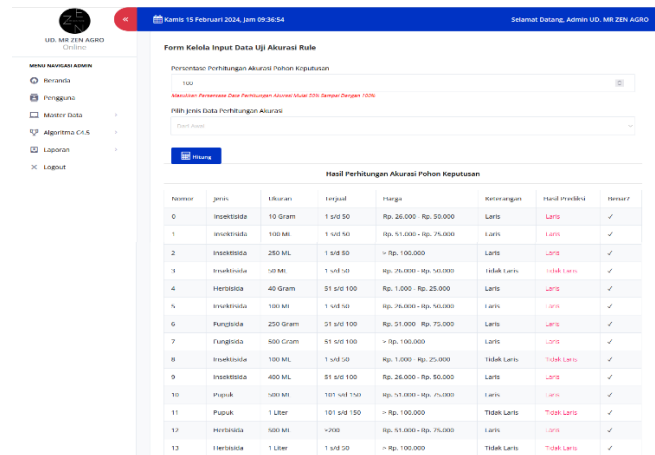 ZEN
UD. MR ZEN AGRO
Online
MENU NAVIGASI ADMIN
Beranda
Pengguna
Master Data
Algoritma C4.5
Laporan
Logout
«
Kamis 15 Februari 2024, Jam 09:36:54
Selamat Datang, Admin UD. MR ZEN AGRO
Form Kelola Input Data Uji Akurasi Rule
Persentase Perhitungan Akurasi Pohon Keputusan
100
Masukkan Persentase Data Perhitungan Akurasi Mulai 50% Sampai Dengan 100%
Pilih Jenis Data Perhitungan Akurasi
Dari Awal
Hitung
Hasil Perhitungan Akurasi Pohon Keputusan
Nomor Jenis Ukuran Terjual Harga Keterangan Hasil Prediksi Benar?
0 Insektisida 10 Gram 1 s/d 50 Rp. 26.000 - Rp. 50.000 Laris Laris ✓
1 Insektisida 100 ML 1 s/d 50 Rp. 51.000 - Rp. 75.000 Laris Laris ✓
2 Insektisida 250 ML 1 s/d 50 > Rp. 100.000 Laris Laris ✓
3 Insektisida 50 ML 1 s/d 50 Rp. 26.000 - Rp. 50.000 Tidak Laris Tidak Laris ✓
4 Herbisida 40 Gram 51 s/d 100 Rp. 1.000 - Rp. 25.000 Laris Laris ✓
5 Insektisida 100 ML 1 s/d 50 Rp. 26.000 - Rp. 50.000 Laris Laris ✓
6 Fungisida 250 Gram 51 s/d 100 Rp. 51.000 - Rp. 75.000 Laris Laris ✓
7 Fungisida 500 Gram 51 s/d 100 > Rp. 100.000 Laris Laris ✓
8 Insektisida 100 ML 1 s/d 50 Rp. 1.000 - Rp. 25.000 Tidak Laris Tidak Laris ✓
9 Insektisida 400 ML 51 s/d 100 Rp. 26.000 - Rp. 50.000 Laris Laris ✓
10 Pupuk 500 ML 101 s/d 150 Rp. 51.000 - Rp. 75.000 Laris Laris ✓
11 Pupuk 1 Liter 101 s/d 150 > Rp. 100.000 Tidak Laris Tidak Laris ✓
12 Herbisida 500 ML >200 Rp. 51.000 - Rp. 75.000 Laris Laris ✓
13 Herbisida 1 Liter 1 s/d 50 > Rp. 100.000 Tidak Laris Tidak Laris ✓